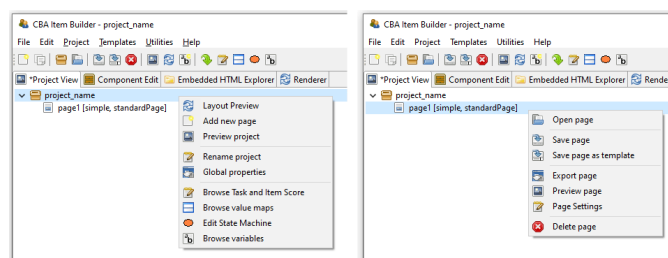 CBA Item Builder - project_name
File Edit Project Templates Utilities Help
*Project View Component Edit Embedded HTML Explorer Renderer
project_name
page1 [simple, standardPage]
Layout Preview
Add new page
Preview project
Rename project
Global properties
Browse Task and Item Score
Browse value maps
Edit State Machine
Browse variables
CBA Item Builder - project_name
File Edit Project Templates Utilities Help
*Project View Component Edit Embedded HTML Explorer Rende
project_name
page1 [simple, standardPage]
Open page
Save page
Save page as template
Export page
Preview page
Page Settings
Delete page